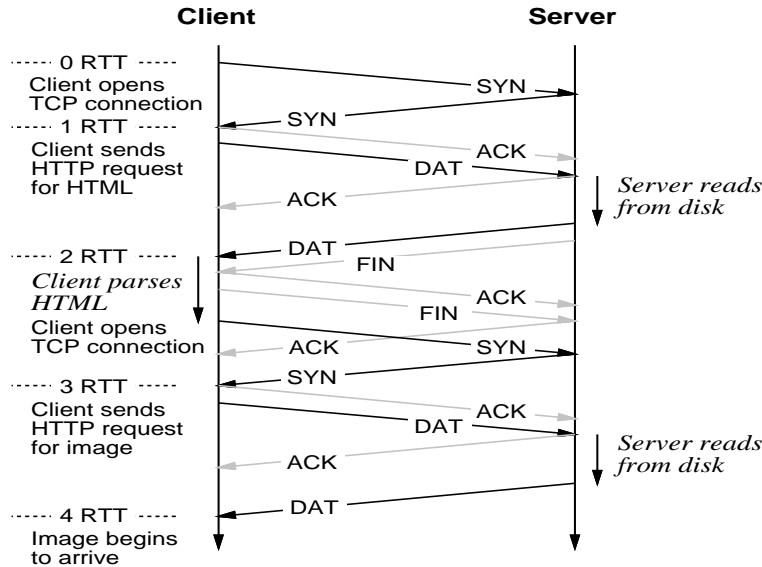 Client
Server
0 RTT
Client opens
TCP connection
SYN
SYN
1 RTT
ACK
Client sends
HTTP request
for HTML
DAT
ACK
Server reads
from disk
DAT
2 RTT
FIN
Client parses
HTML
ACK
FIN
Client opens
TCP connection
ACK
SYN
SYN
3 RTT
ACK
Client sends
HTTP request
for image
DAT
ACK
Server reads
from disk
DAT
4 RTT
Image begins
to arrive